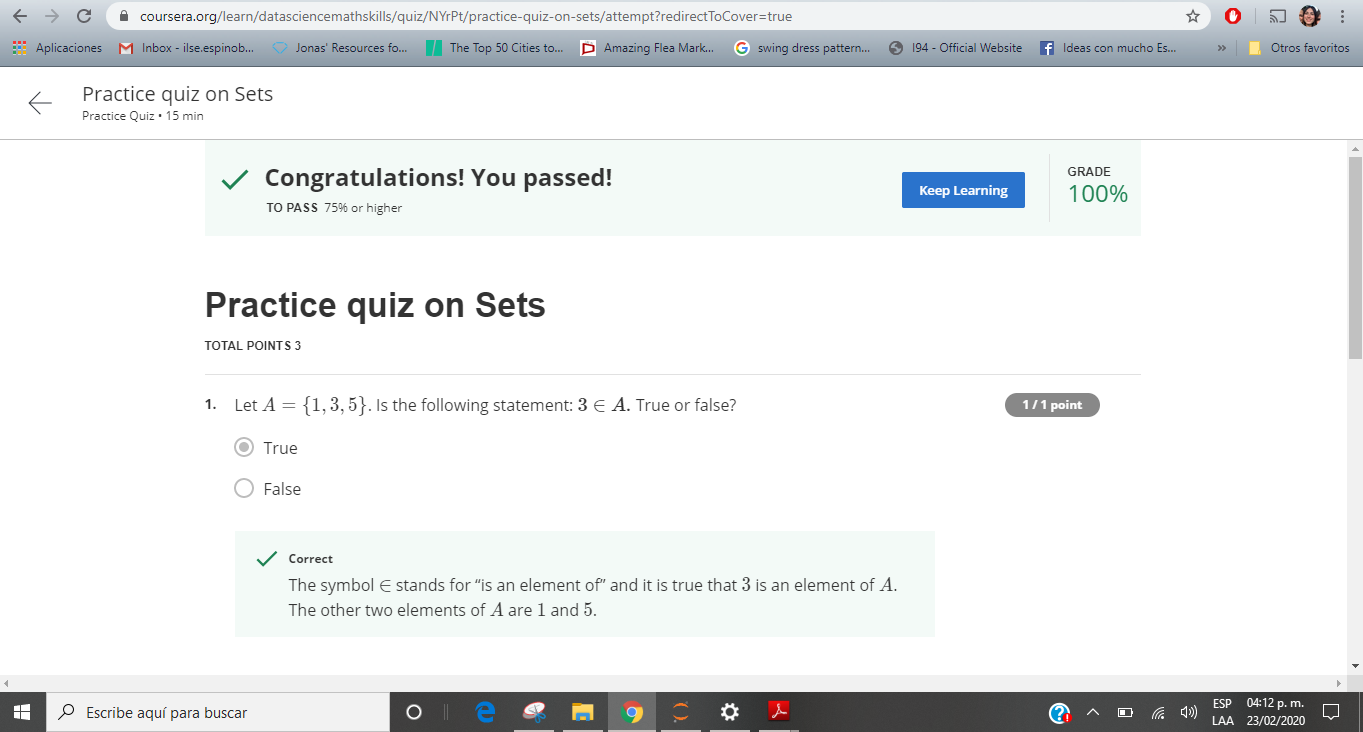 coursera.org/learn/datasciencemathskills/quiz/NYrPt/practice-quiz-on-sets/attempt?redirectToCover=true
Aplicaciones Inbox - ilse.espinob... Jonas' Resources fo... The Top 50 Cities to... Amazing Flea Mark... swing dress pattern... I94 - Official Website Ideas con mucho Es... » Otros favoritos
Practice quiz on Sets
Practice Quiz • 15 min
Congratulations! You passed!
TO PASS 75% or higher
Keep Learning
GRADE
100%
Practice quiz on Sets
TOTAL POINTS 3
1. Let A = {1, 3, 5}. Is the following statement: 3 ∈ A. True or false?
1 / 1 point
True
False
Correct
The symbol ∈ stands for “is an element of” and it is true that 3 is an element of A.
The other two elements of A are 1 and 5.
Escribe aquí para buscar
ESP 04:12 p. m.
LAA 23/02/2020